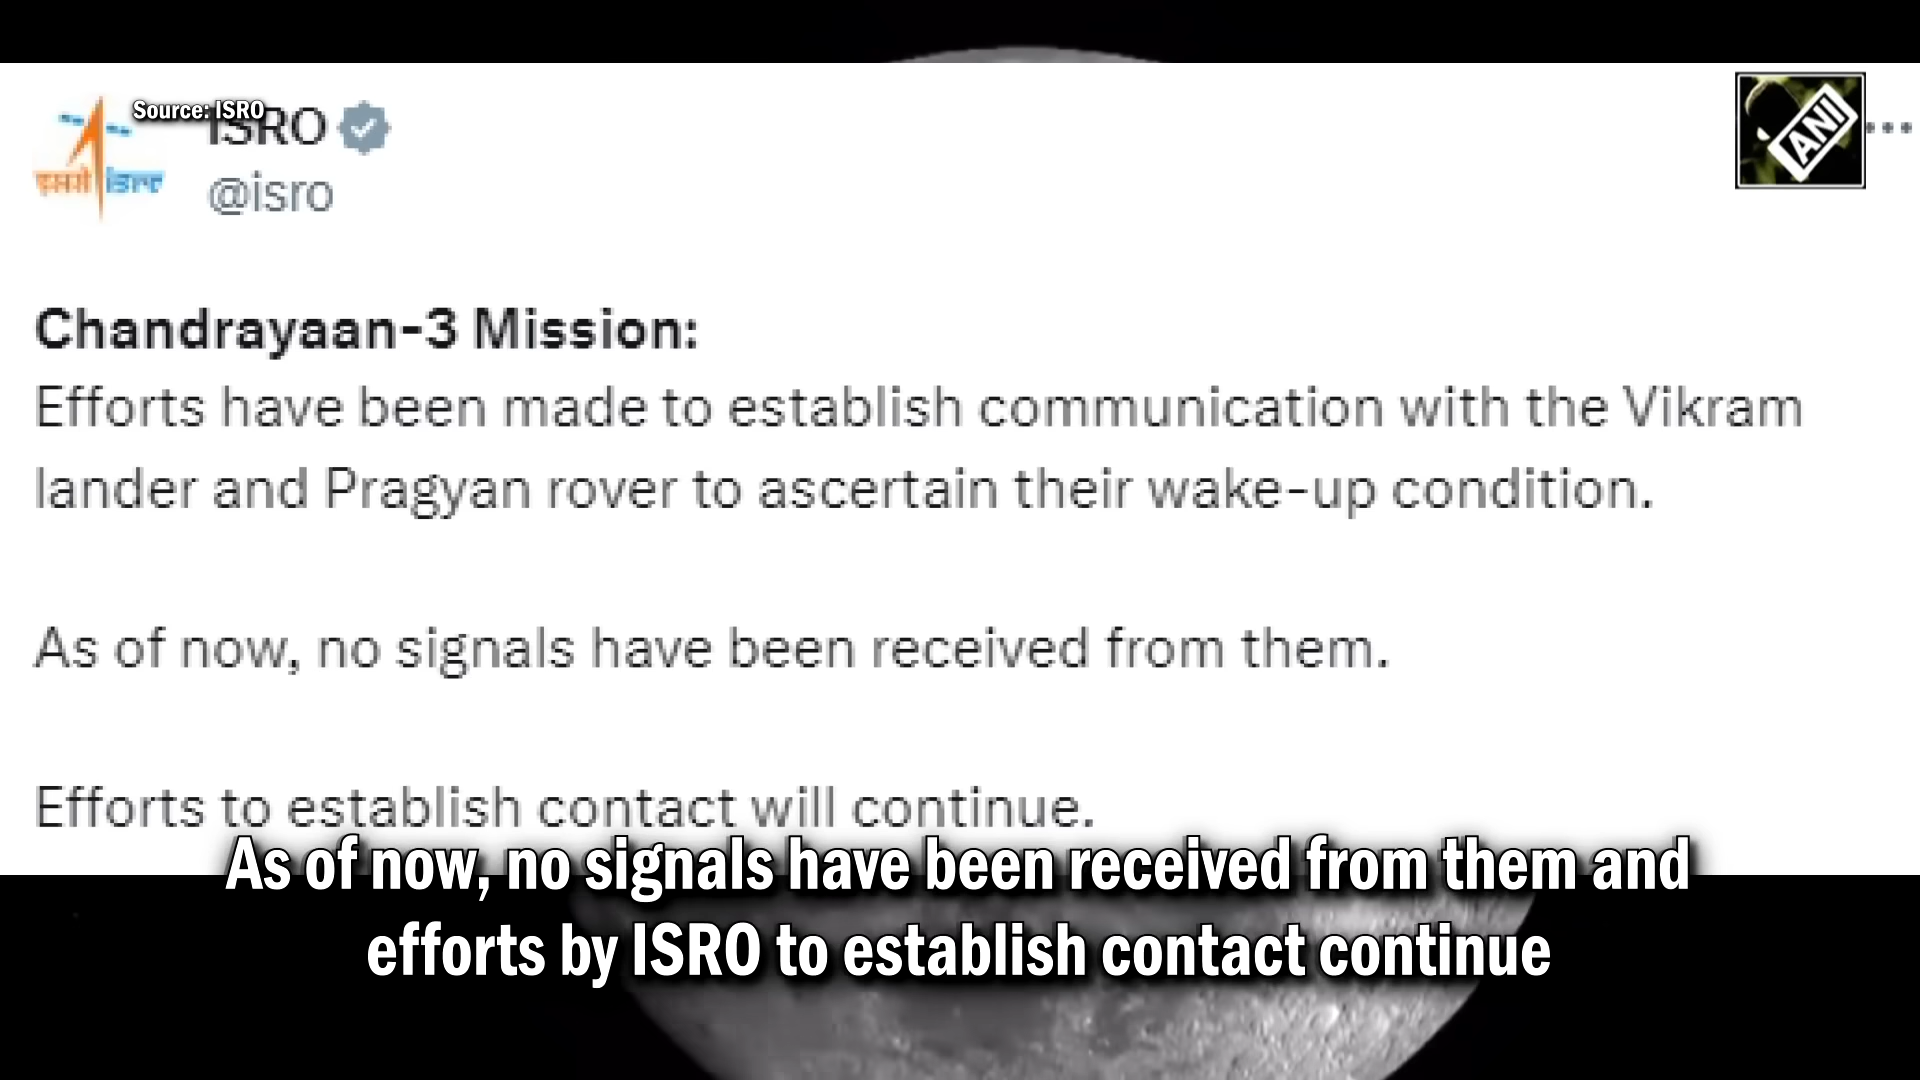 Source: ISRO
ISRO
@isro
इसरो isro
ANI
Chandrayaan-3 Mission:
Efforts have been made to establish communication with the Vikram
lander and Pragyan rover to ascertain their wake-up condition.
As of now, no signals have been received from them.
Efforts to establish contact will continue.
As of now, no signals have been received from them and
efforts by ISRO to establish contact continue